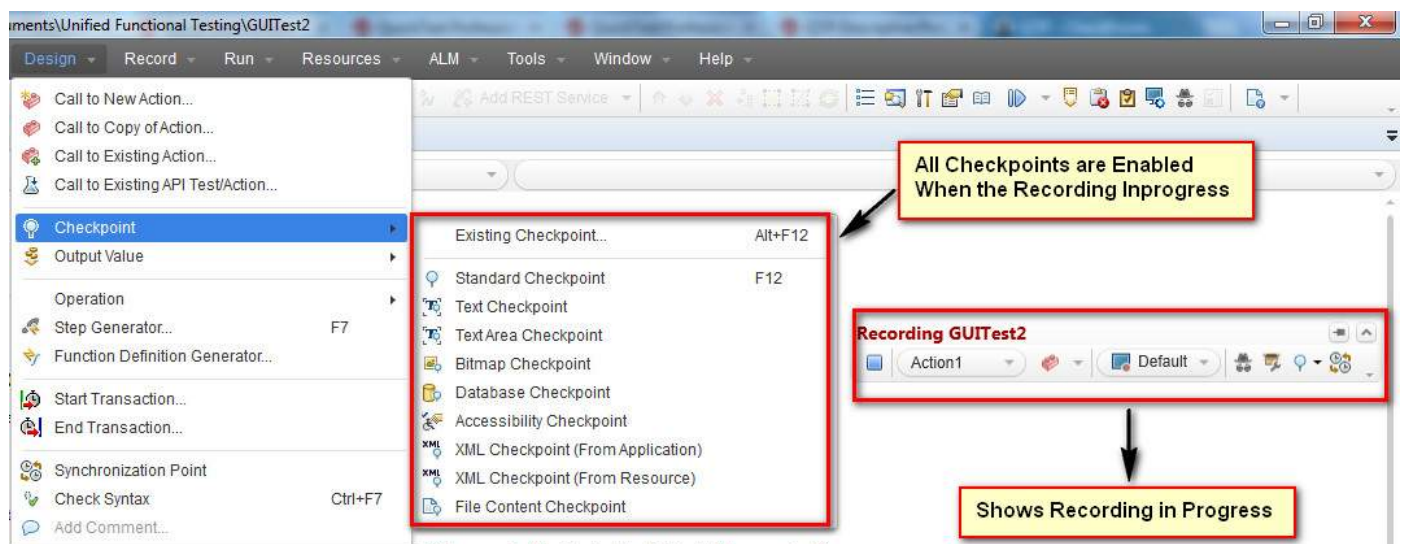 ments\Unified Functional Testing\GUITest2
Design Record Run Resources ALM Tools Window Help
Add REST Service
Call to New Action...
Call to Copy of Action...
Call to Existing Action...
Call to Existing API Test/Action...
Checkpoint
Output Value
Operation
Step Generator... F7
Function Definition Generator...
Start Transaction...
End Transaction...
Synchronization Point
Check Syntax Ctrl+F7
Add Comment...
Existing Checkpoint... Alt+F12
Standard Checkpoint F12
Text Checkpoint
Text Area Checkpoint
Bitmap Checkpoint
Database Checkpoint
Accessibility Checkpoint
XML Checkpoint (From Application)
XML Checkpoint (From Resource)
File Content Checkpoint
All Checkpoints are Enabled
When the Recording Inprogress
Recording GUITest2
Action1 Default
Shows Recording in Progress